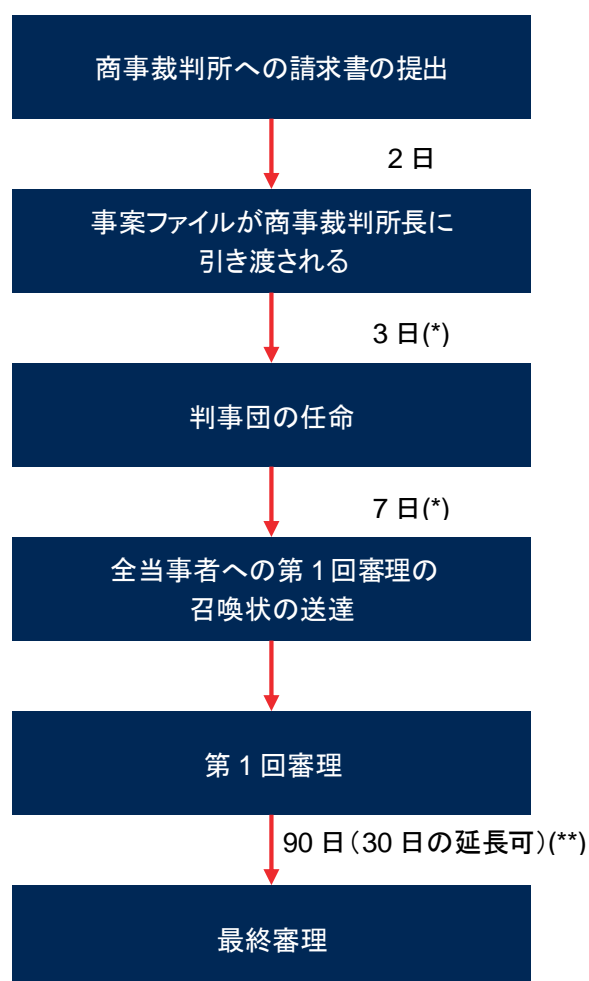 商事裁判所への請求書の提出
2 日
事案ファイルが商事裁判所長に
引き渡される
3 日(*)
判事団の任命
7 日(*)
全当事者への第 1 回審理の
召喚状の送達
第 1 回審理
90 日（30 日の延長可）(**)
最終審理